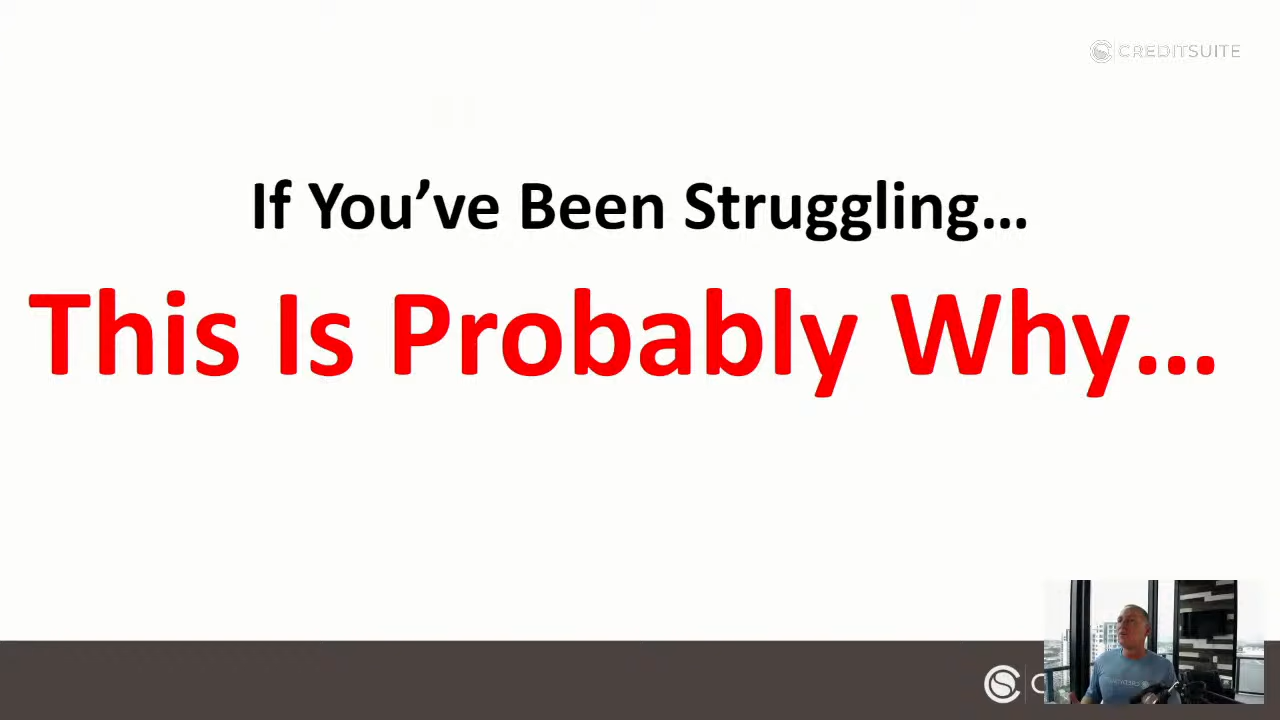 CREDITSUITE
If You’ve Been Struggling…
This Is Probably Why…